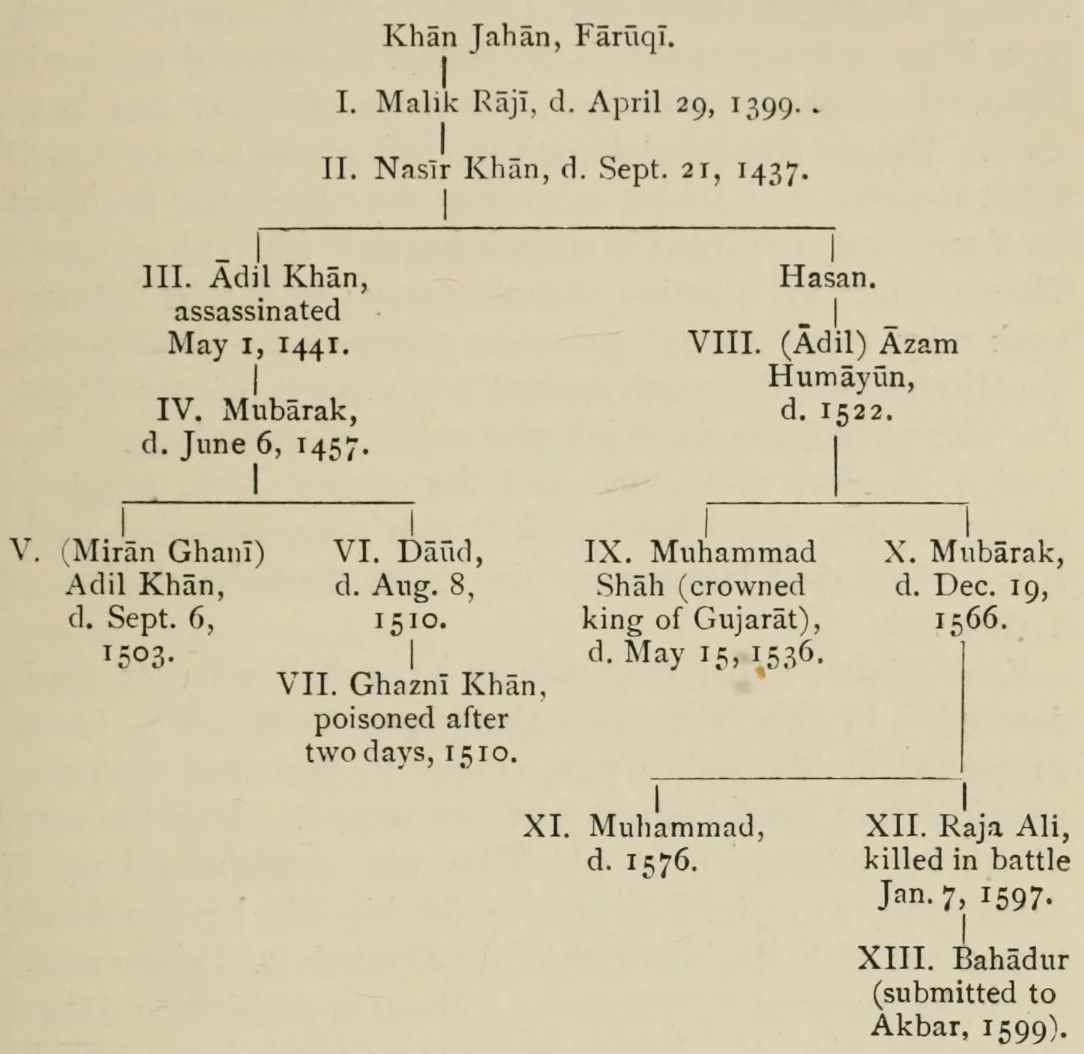 Khān Jahān, Fārūqī.
I. Malik Rājī, d. April 29, 1399.
II. Nasīr Khān, d. Sept. 21, 1437.
III. Ādil Khān,
assassinated
May 1, 1441.
Hasan.
IV. Mubārak,
d. June 6, 1457.
VIII. (Ādil) Āzam
Humāyūn,
d. 1522.
V. (Mirān Ghanī)
Adil Khān,
d. Sept. 6,
1503.
VI. Dāūd,
d. Aug. 8,
1510.
IX. Muhammad
Shāh (crowned
king of Gujarāt),
d. May 15, 1536.
X. Mubārak,
d. Dec. 19,
1566.
VII. Ghaznī Khān,
poisoned after
two days, 1510.
XI. Muhammad,
d. 1576.
XII. Raja Ali,
killed in battle
Jan. 7, 1597.
XIII. Bahādur
(submitted to
Akbar, 1599).